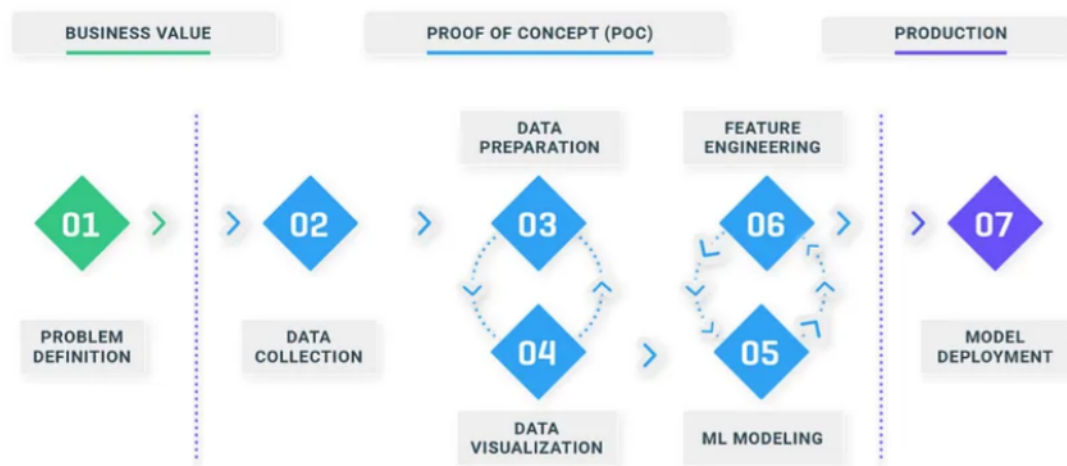 BUSINESS VALUE
PROOF OF CONCEPT (POC)
PRODUCTION
DATA
PREPARATION
FEATURE
ENGINEERING
01
02
03
06
07
PROBLEM
DEFINITION
DATA
COLLECTION
04
05
MODEL
DEPLOYMENT
DATA
VISUALIZATION
ML MODELING